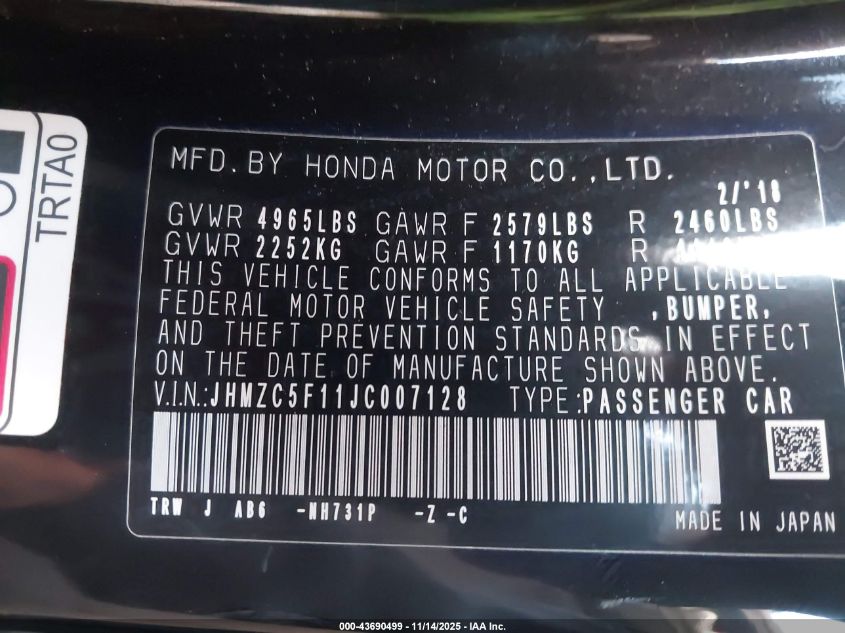 TRTA0
MFD. BY HONDA MOTOR CO., LTD.
2/'18
GVWR 4965LBS GAWR F 2579LBS R 2460LBS
GVWR 2252KG GAWR F 1170KG R
THIS VEHICLE CONFORMS TO ALL APPLICABLE
FEDERAL MOTOR VEHICLE SAFETY , BUMPER,
AND THEFT PREVENTION STANDARDS IN EFFECT
ON THE DATE OF MANUFACTURE SHOWN ABOVE.
V.I.N.: JHMZC5F11JC007128 TYPE: PASSENGER CAR
TRW J AB6 -NH731P -Z -C
MADE IN JAPAN
000-43690499 - 11/14/2025 - IAA Inc.